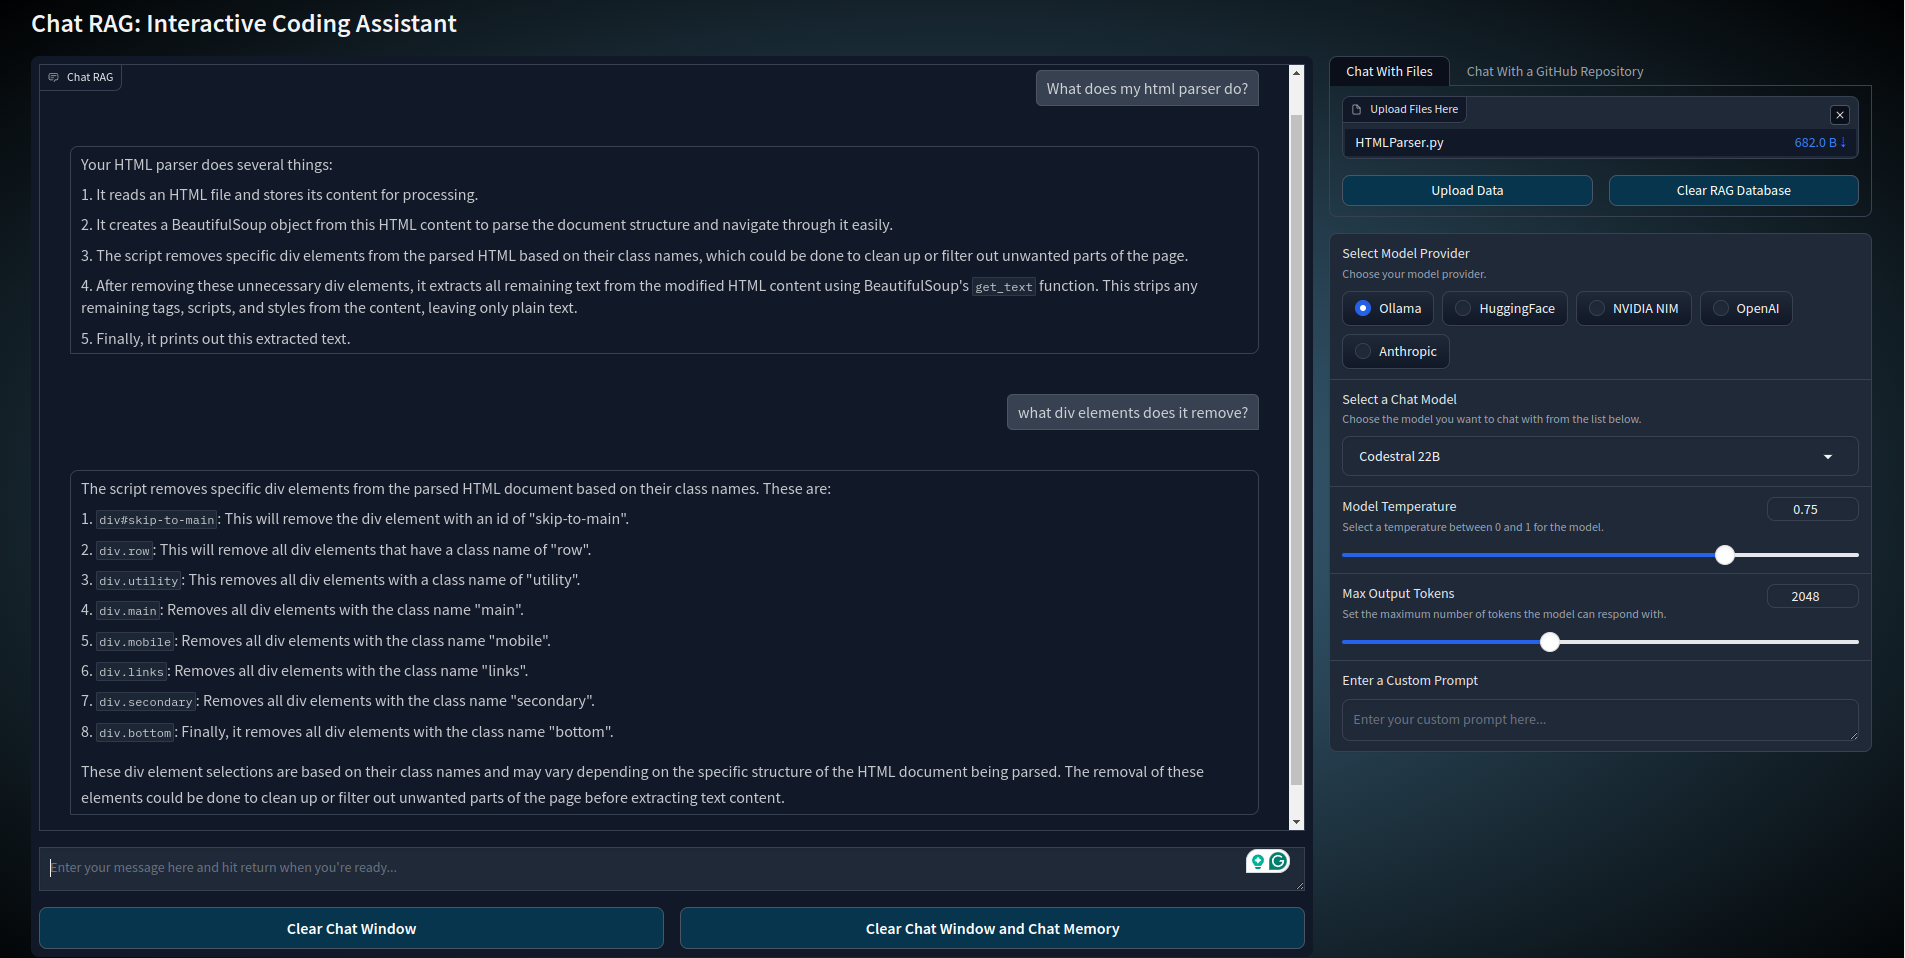 Chat RAG: Interactive Coding Assistant
Chat RAG
What does my html parser do?
Your HTML parser does several things:
1. It reads an HTML file and stores its content for processing.
2. It creates a BeautifulSoup object from this HTML content to parse the document structure and navigate through it easily.
3. The script removes specific div elements from the parsed HTML based on their class names, which could be done to clean up or filter out unwanted parts of the page.
4. After removing these unnecessary div elements, it extracts all remaining text from the modified HTML content using BeautifulSoup's get_text function. This strips any
remaining tags, scripts, and styles from the content, leaving only plain text.
5. Finally, it prints out this extracted text.
what div elements does it remove?
The script removes specific div elements from the parsed HTML document based on their class names. These are:
1. div#skip-to-main: This will remove the div element with an id of "skip-to-main".
2. div.row: This will remove all div elements that have a class name of "row".
3. div.utility: This removes all div elements with a class name of "utility".
4. div.main: Removes all div elements with the class name "main".
5. div.mobile: Removes all div elements with the class name "mobile".
6. div.links: Removes all div elements with the class name "links".
7. div.secondary: Removes all div elements with the class name "secondary".
8. div.bottom: Finally, it removes all div elements with the class name "bottom".
These div element selections are based on their class names and may vary depending on the specific structure of the HTML document being parsed. The removal of these
elements could be done to clean up or filter out unwanted parts of the page before extracting text content.
Enter your message here and hit return when you're ready...
Clear Chat Window
Clear Chat Window and Chat Memory
Chat With Files
Chat With a GitHub Repository
Upload Files Here
HTMLParser.py
682.0 B ↓
Upload Data
Clear RAG Database
Select Model Provider
Choose your model provider.
Ollama
HuggingFace
NVIDIA NIM
OpenAI
Anthropic
Select a Chat Model
Choose the model you want to chat with from the list below.
Codestral 22B
Model Temperature
0.75
Select a temperature between 0 and 1 for the model.
Max Output Tokens
2048
Set the maximum number of tokens the model can respond with.
Enter a Custom Prompt
Enter your custom prompt here...